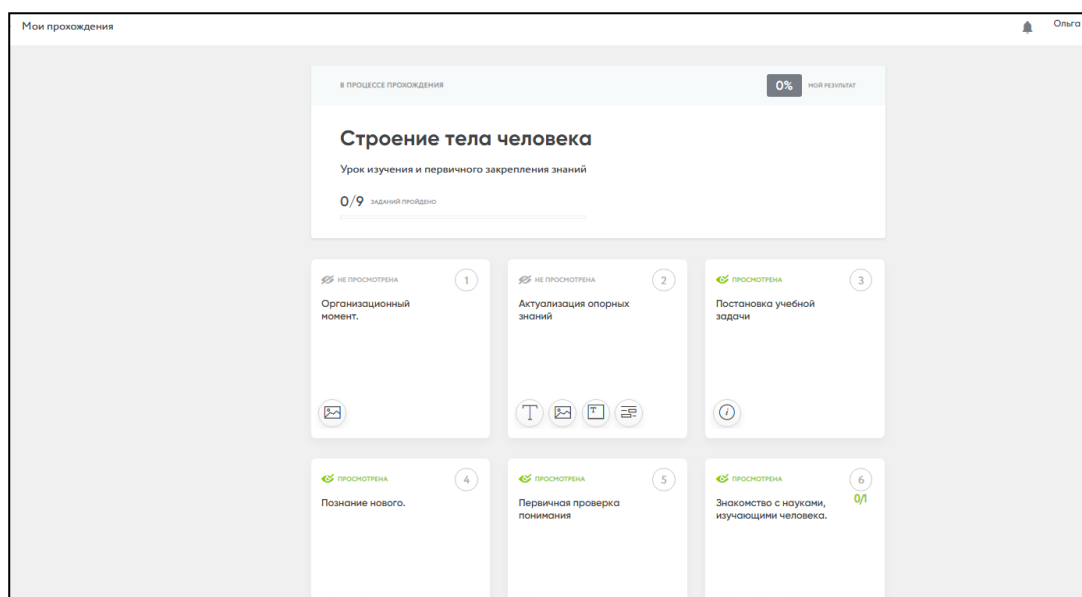 Мои прохождения
Ольга
В ПРОЦЕССЕ ПРОХОЖДЕНИЯ
0%
МОЙ РЕЗУЛЬТАТ
Строение тела человека
Урок изучения и первичного закрепления знаний
0/9 ЗАДАНИЙ ПРОЙДЕНО
НЕ ПРОСМОТРЕНА
1
Организационный
момент.
НЕ ПРОСМОТРЕНА
2
Актуализация опорных
знаний
T
T
ПРОСМОТРЕНА
3
Постановка учебной
задачи
i
ПРОСМОТРЕНА
4
Познание нового.
ПРОСМОТРЕНА
5
Первичная проверка
понимания
ПРОСМОТРЕНА
6
0/1
Знакомство с науками,
изучающими человека.